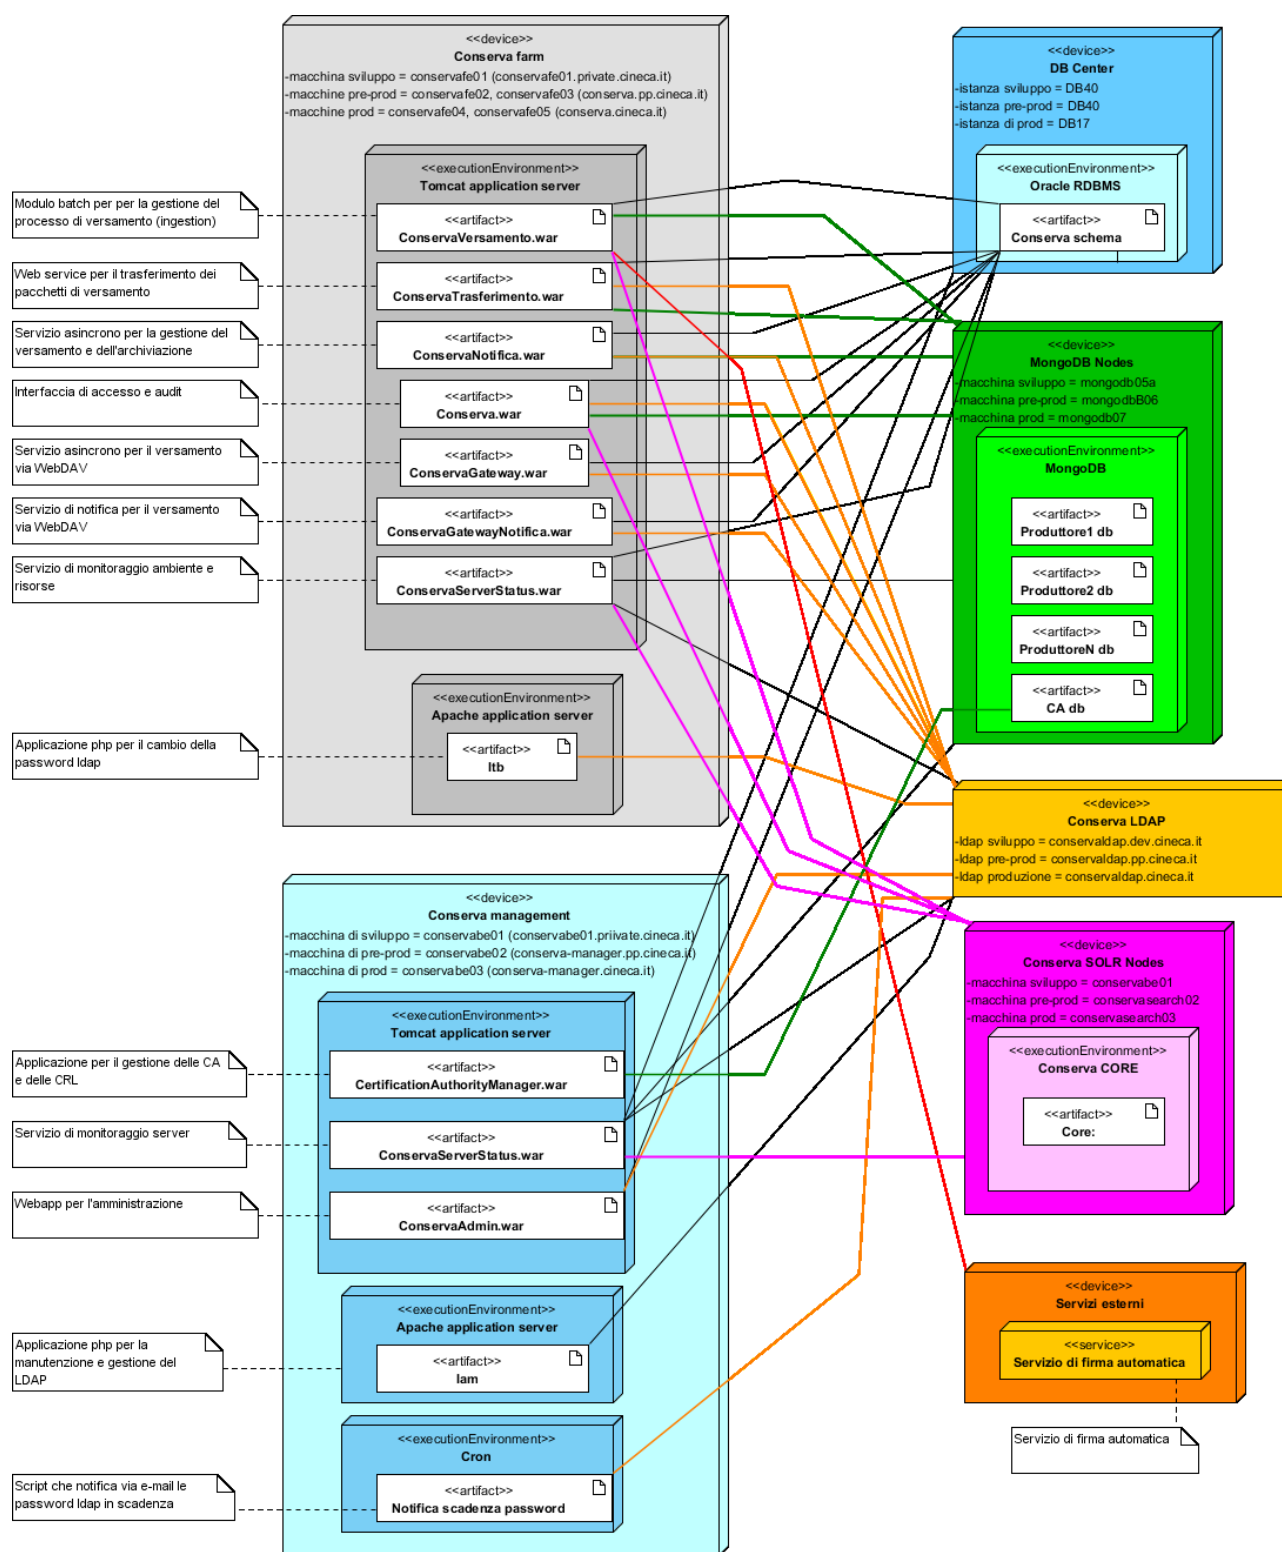 <<device>>
Conserva farm
-macchina sviluppo = conservafe01 (conservafe01.private.cineca.it)
-macchine pre-prod = conservafe02, conservafe03 (conserva.pp.cineca.it)
-macchine prod = conservafe04, conservafe05 (conserva.cineca.it)
<<executionEnvironment>>
Tomcat application server
<<artifact>>
ConservaVersamento.war
<<artifact>>
ConservaTrasferimento.war
<<artifact>>
ConservaNotifica.war
<<artifact>>
Conserva.war
<<artifact>>
ConservaGateway.war
<<artifact>>
ConservaGatewayNotifica.war
<<artifact>>
ConservaServerStatus.war
<<executionEnvironment>>
Apache application server
<<artifact>>
ltb
Modulo batch per per la gestione del
processo di versamento (ingestion)
Web service per il trasferimento dei
pacchetti di versamento
Servizio asincrono per la gestione del
versamento e dell'archiviazione
Interfaccia di accesso e audit
Servizio asincrono per il versamento
via WebDAV
Servizio di notifica per il versamento
via WebDAV
Servizio di monitoraggio ambiente e
risorse
Applicazione php per il cambio della
password ldap
<<device>>
DB Center
-istanza sviluppo = DB40
-istanza pre-prod = DB40
-istanza di prod = DB17
<<executionEnvironment>>
Oracle RDBMS
<<artifact>>
Conserva schema
<<device>>
MongoDB Nodes
-macchina sviluppo = mongodb05a
-macchina pre-prod = mongodbB06
-macchina prod = mongodb07
<<executionEnvironment>>
MongoDB
<<artifact>>
Produttore1 db
<<artifact>>
Produttore2 db
<<artifact>>
ProduttoreN db
<<artifact>>
CA db
<<device>>
Conserva LDAP
-ldap sviluppo = conservaldap.dev.cineca.it
-ldap pre-prod = conservaldap.pp.cineca.it
-ldap produzione = conservaldap.cineca.it
<<device>>
Conserva management
-macchina di sviluppo = conservabe01 (conservabe01.priivate.cineca.it)
-macchina di pre-prod = conservabe02 (conserva-manager.pp.cineca.it)
-macchina di prod = conservabe03 (conserva-manager.cineca.it)
<<executionEnvironment>>
Tomcat application server
<<artifact>>
CertificationAuthorityManager.war
<<artifact>>
ConservaServerStatus.war
<<artifact>>
ConservaAdmin.war
<<executionEnvironment>>
Apache application server
<<artifact>>
lam
<<executionEnvironment>>
Cron
<<artifact>>
Notifica scadenza password
Applicazione per il gestione delle CA
e delle CRL
Servizio di monitoraggio server
Webapp per l'amministrazione
Applicazione php per la
manutenzione e gestione del
LDAP
Script che notifica via e-mail le
password ldap in scadenza
<<device>>
Conserva SOLR Nodes
-macchina sviluppo = conservabe01
-macchina pre-prod = conservasearch02
-macchina prod = conservasearch03
<<executionEnvironment>>
Conserva CORE
<<artifact>>
Core:
<<device>>
Servizi esterni
<<service>>
Servizio di firma automatica
Servizio di firma automatica